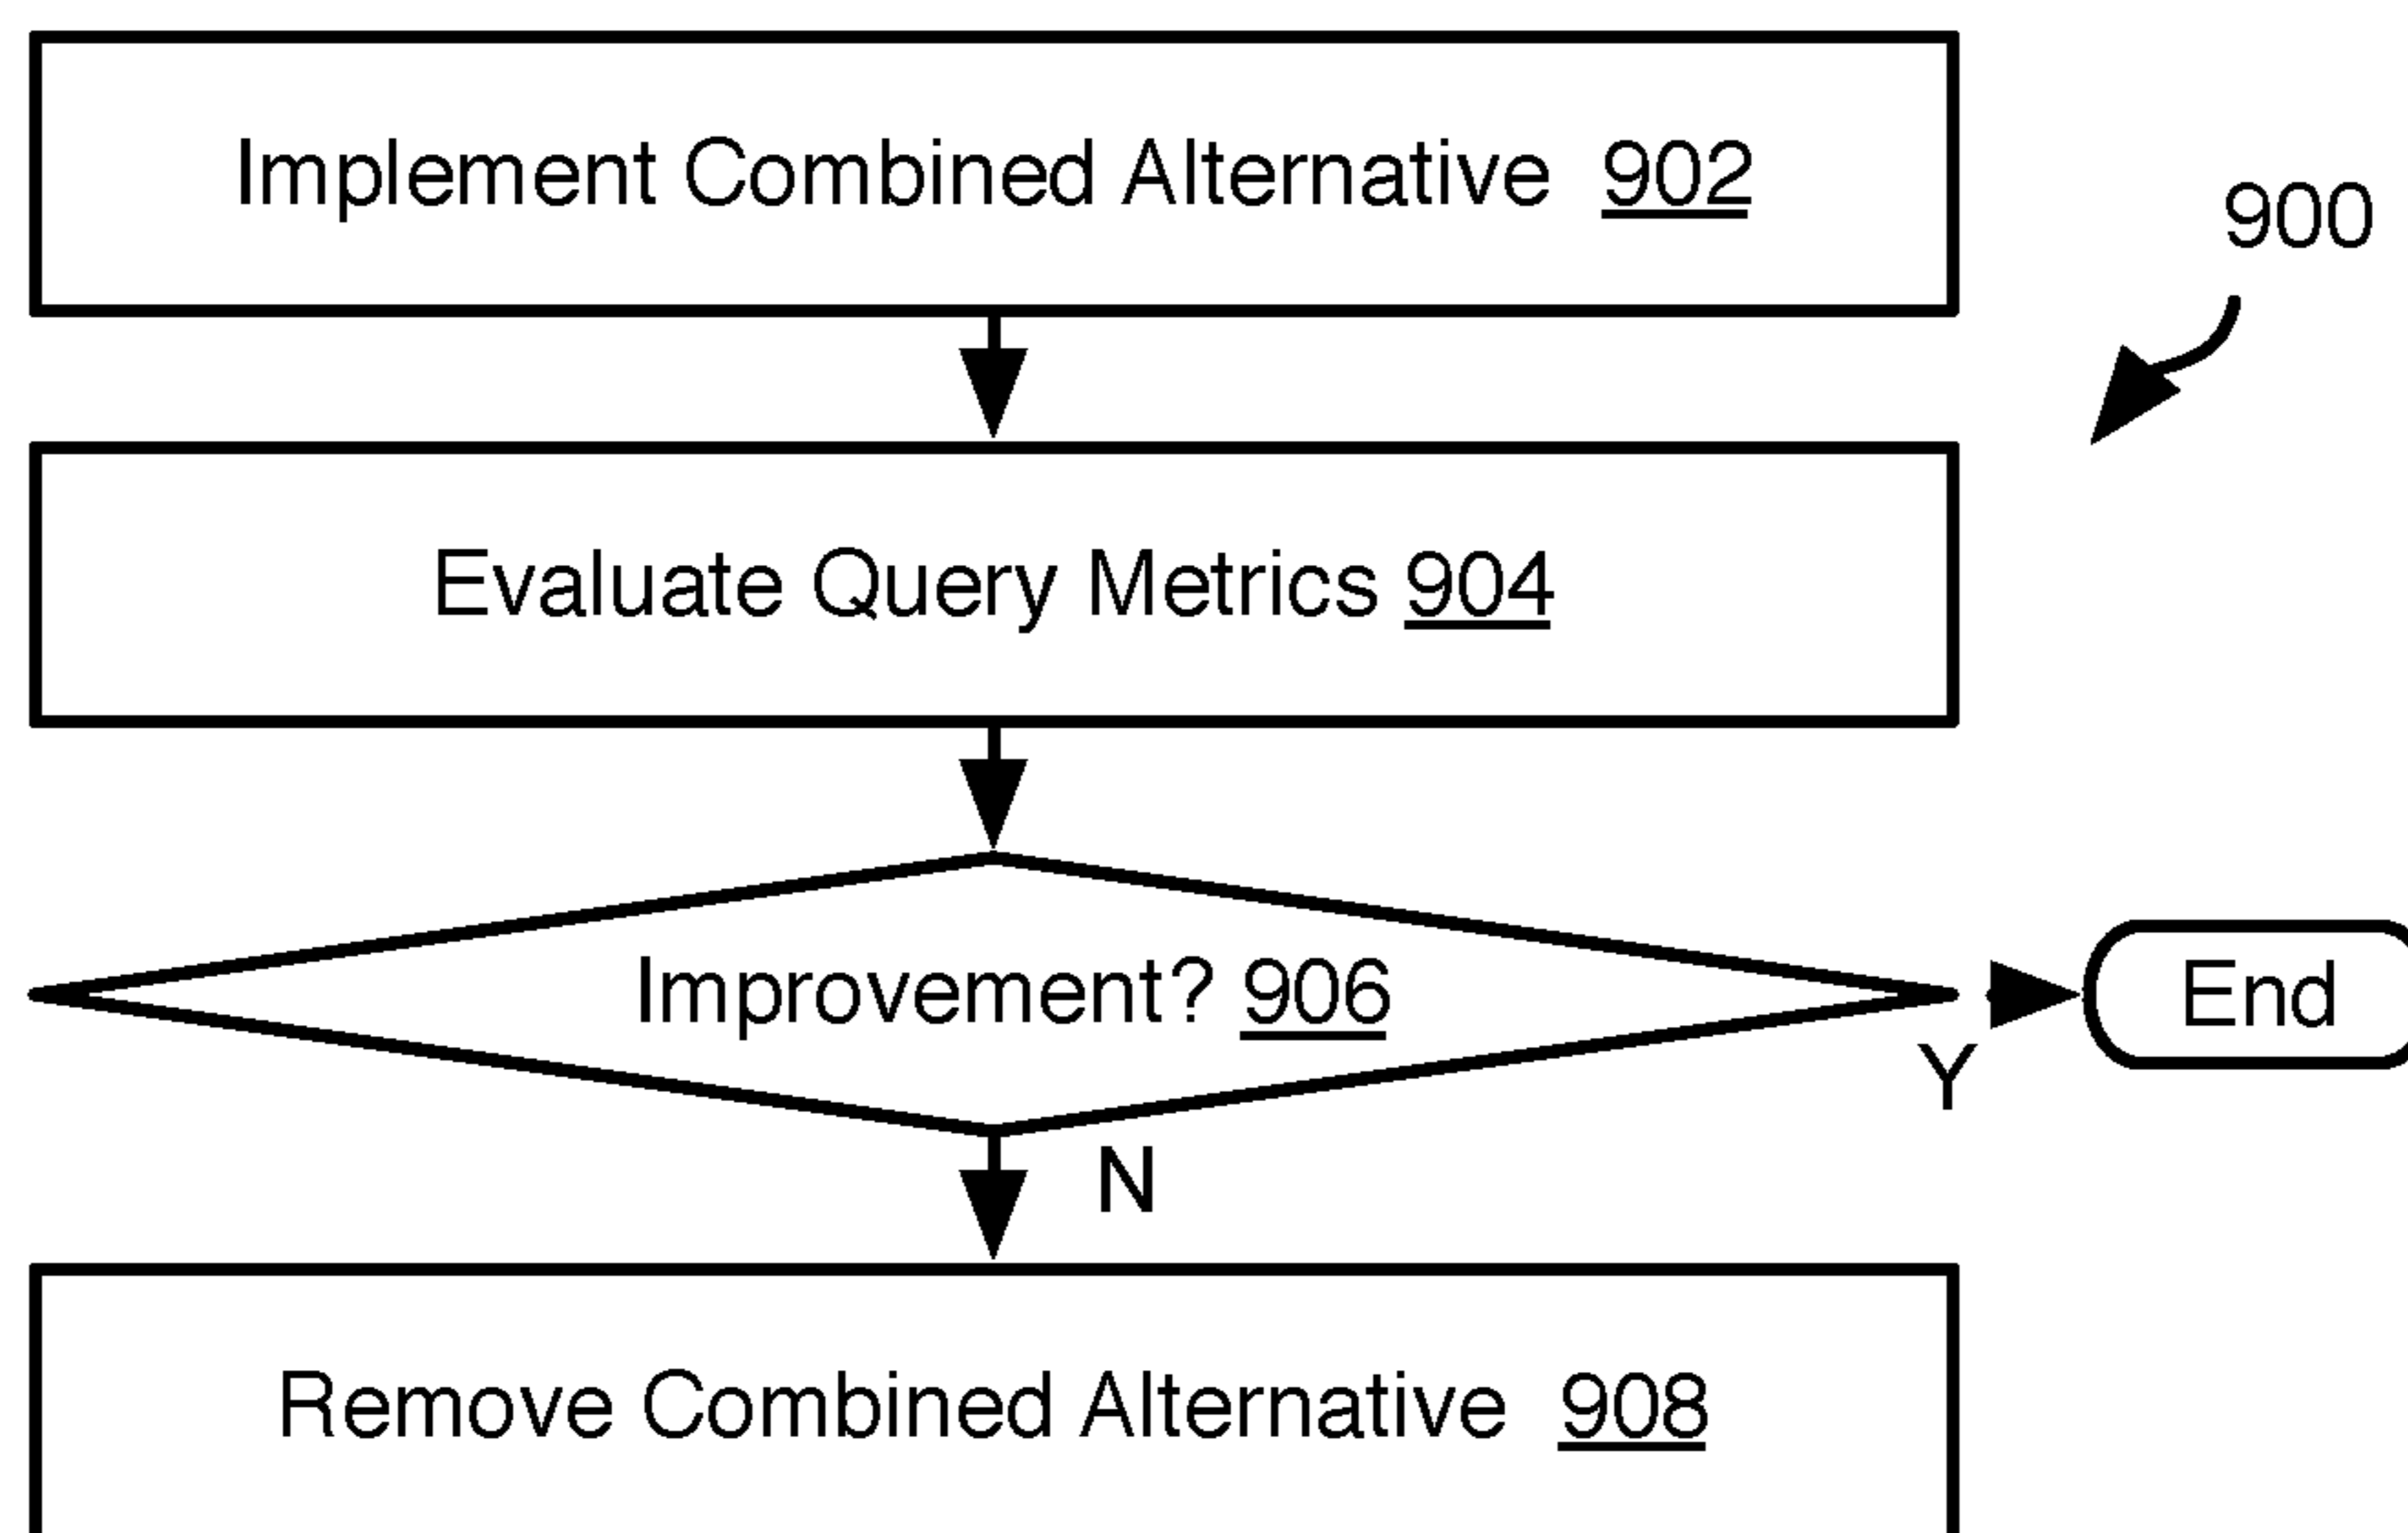 Implement Combined Alternative 902
900
Evaluate Query Metrics 904
Improvement? 906
End
Y
N
Remove Combined Alternative 908